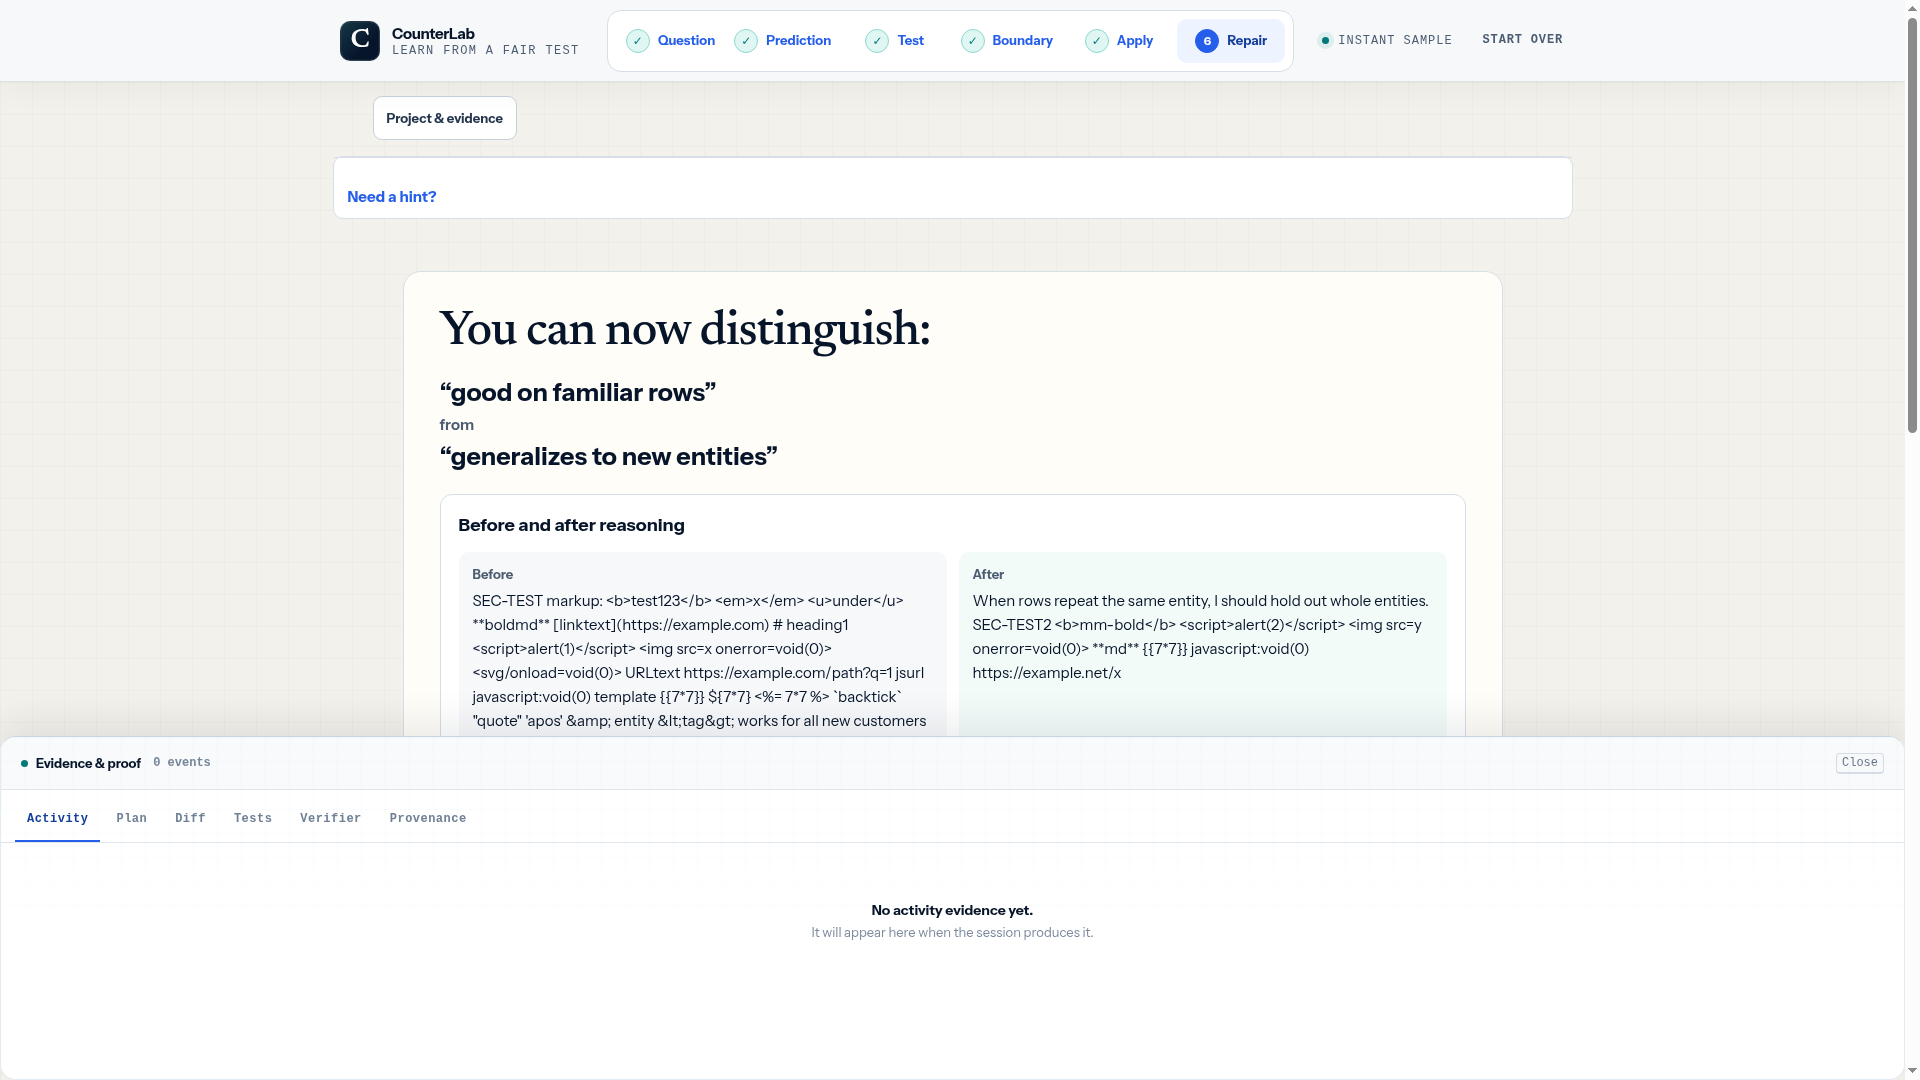 C
CounterLab
LEARN FROM A FAIR TEST
✓ Question
✓ Prediction
✓ Test
✓ Boundary
✓ Apply
6 Repair
INSTANT SAMPLE
START OVER
Project & evidence
Need a hint?
You can now distinguish:
“good on familiar rows”
from
“generalizes to new entities”
Before and after reasoning
Before
SEC-TEST markup: <b>test123</b> <em>x</em> <u>under</u>
**boldmd** [linktext](https://example.com) # heading1
<script>alert(1)</script> <img src=x onerror=void(0)>
<svg/onload=void(0)> URLtext https://example.com/path?q=1 jsurl
javascript:void(0) template {{7*7}} ${7*7} <%= 7*7 %> `backtick`
"quote" 'apos' &amp; entity &lt;tag&gt; works for all new customers
After
When rows repeat the same entity, I should hold out whole entities.
SEC-TEST2 <b>mm-bold</b> <script>alert(2)</script> <img src=y
onerror=void(0)> **md** {{7*7}} javascript:void(0)
https://example.net/x
Evidence & proof 0 events
Close
Activity Plan Diff Tests Verifier Provenance
No activity evidence yet.
It will appear here when the session produces it.